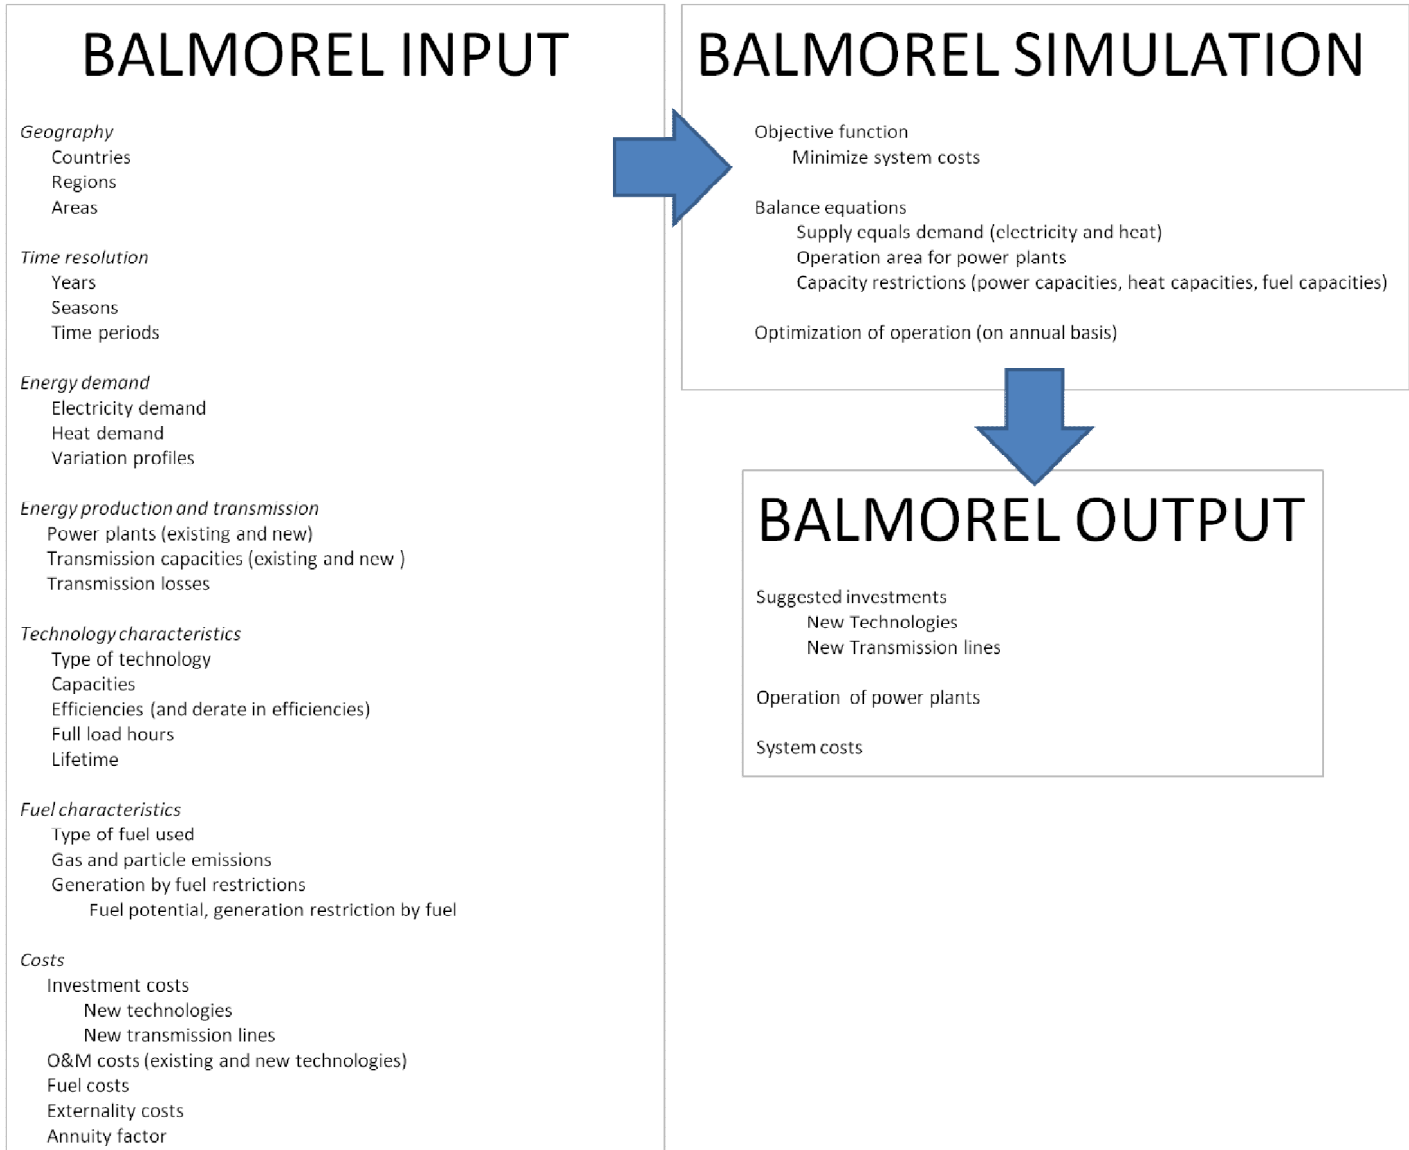 BALMOREL INPUT
Geography
Countries
Regions
Areas
Time resolution
Years
Seasons
Time periods
Energy demand
Electricity demand
Heat demand
Variation profiles
Energy production and transmission
Power plants (existing and new)
Transmission capacities (existing and new )
Transmission losses
Technology characteristics
Type of technology
Capacities
Efficiencies (and derate in efficiencies)
Full load hours
Lifetime
Fuel characteristics
Type of fuel used
Gas and particle emissions
Generation by fuel restrictions
Fuel potential, generation restriction by fuel
Costs
Investment costs
New technologies
New transmission lines
O&M costs (existing and new technologies)
Fuel costs
Externality costs
Annuity factor
BALMOREL SIMULATION
Objective function
Minimize system costs
Balance equations
Supply equals demand (electricity and heat)
Operation area for power plants
Capacity restrictions (power capacities, heat capacities, fuel capacities)
Optimization of operation (on annual basis)
BALMOREL OUTPUT
Suggested investments
New Technologies
New Transmission lines
Operation of power plants
System costs